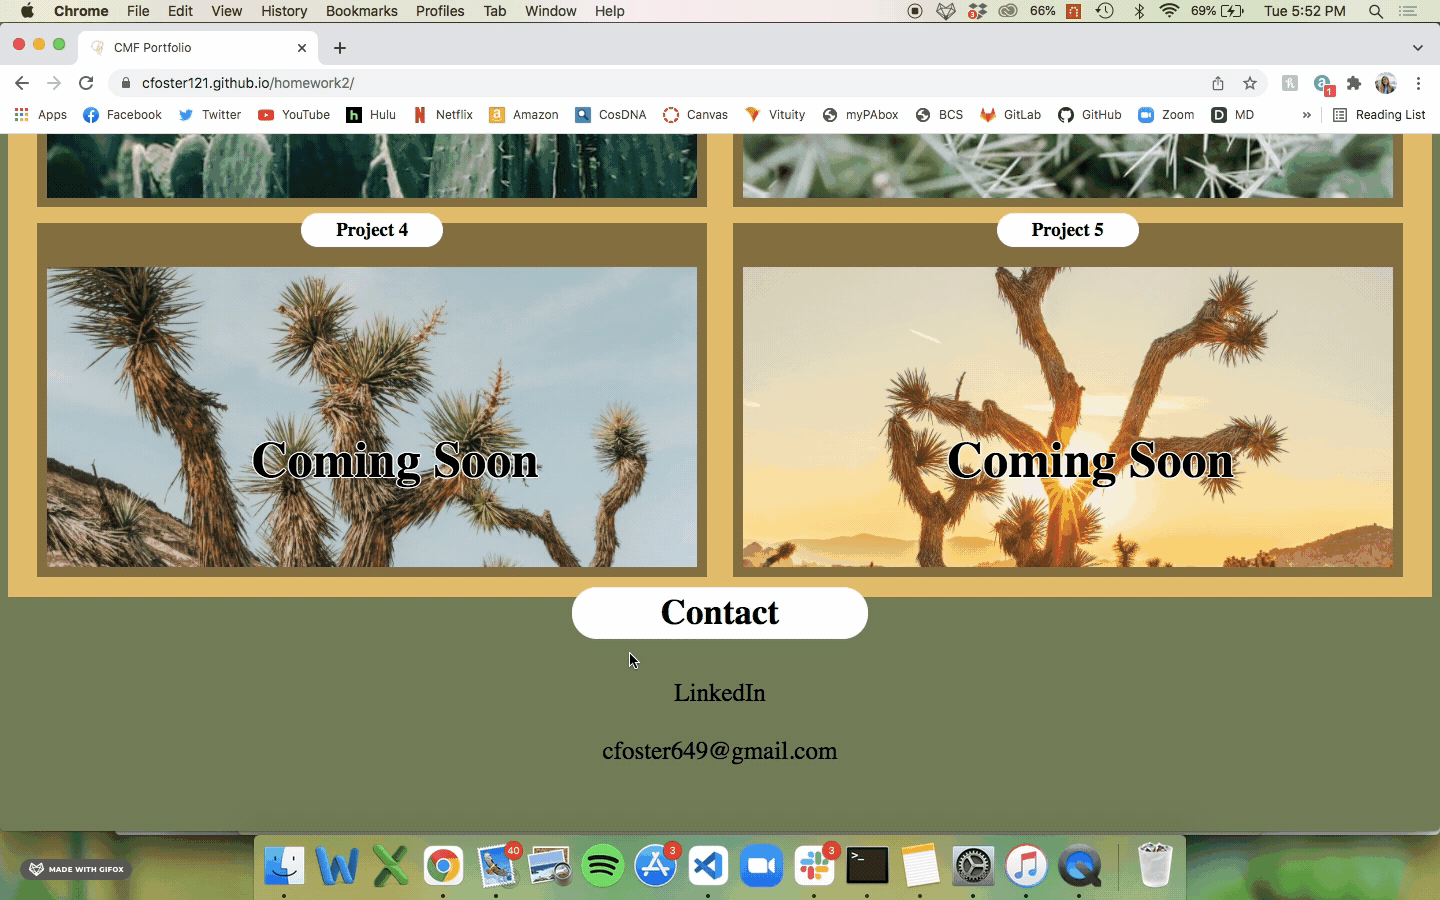 Chrome File Edit View History Bookmarks Profiles Tab Window Help 3 66% 69% Tue 5:52 PM
CMF Portfolio
cfoster121.github.io/homework2/ 1
Apps Facebook Twitter YouTube Hulu Netflix Amazon CosDNA Canvas Vituity myPAbox BCS GitLab GitHub Zoom MD » Reading List
Project 4 Project 5
Coming Soon Coming Soon
Contact
LinkedIn
cfoster649@gmail.com
40 3 3
MADE WITH GIFOX